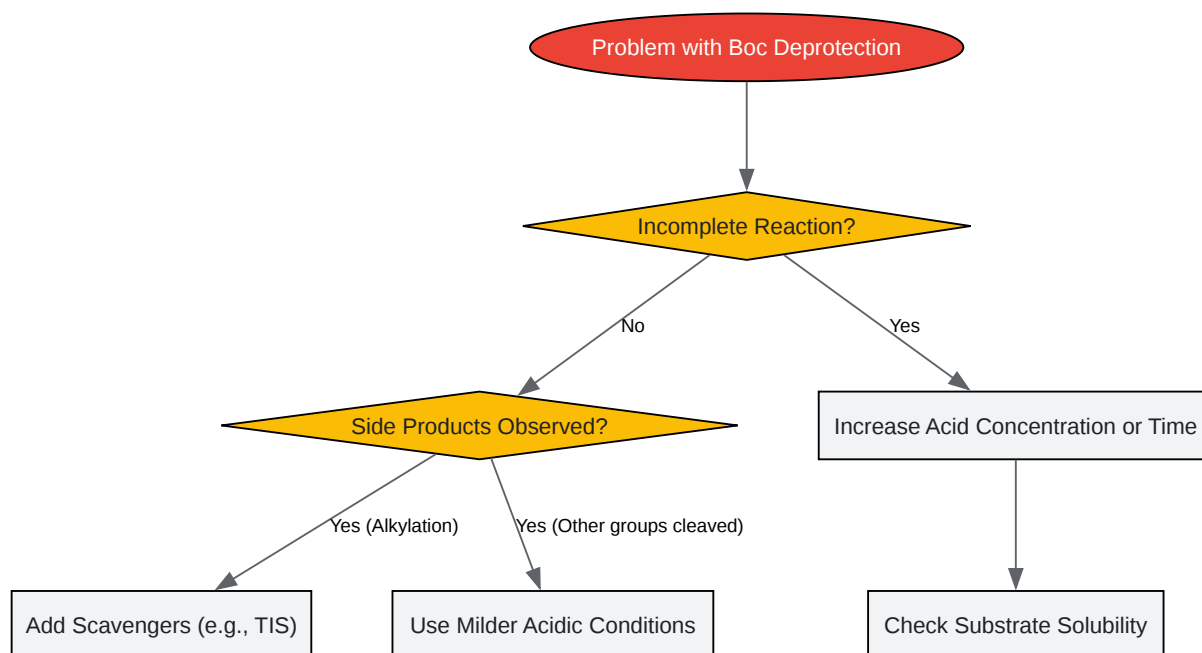 Problem with Boc Deprotection
Incomplete Reaction?
No
Yes
Side Products Observed?
Increase Acid Concentration or Time
Yes (Alkylation)
Yes (Other groups cleaved)
Add Scavengers (e.g., TIS)
Use Milder Acidic Conditions
Check Substrate Solubility